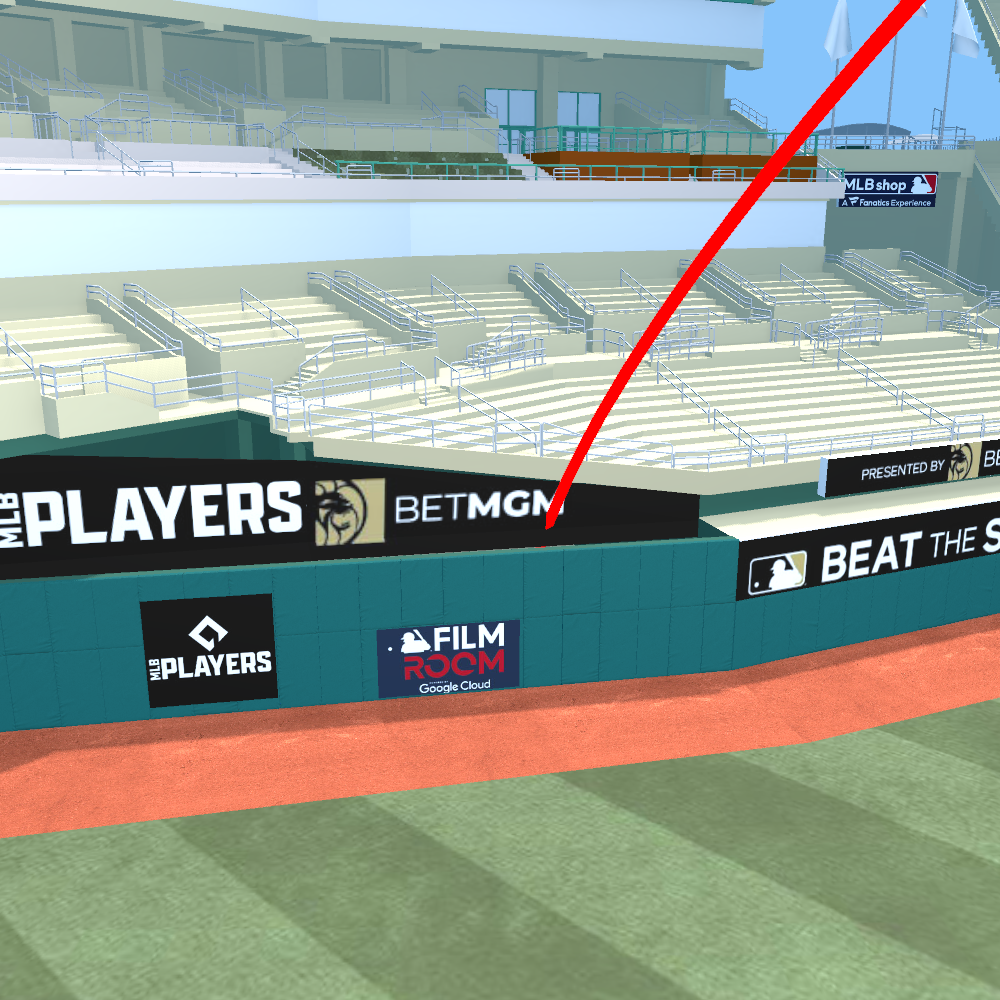 MLB shop
A Fanatics Experience
PRESENTED BY
MLB PLAYERS BETMGM
BEAT THE S
MLB PLAYERS
FILM
ROOM
Google Cloud